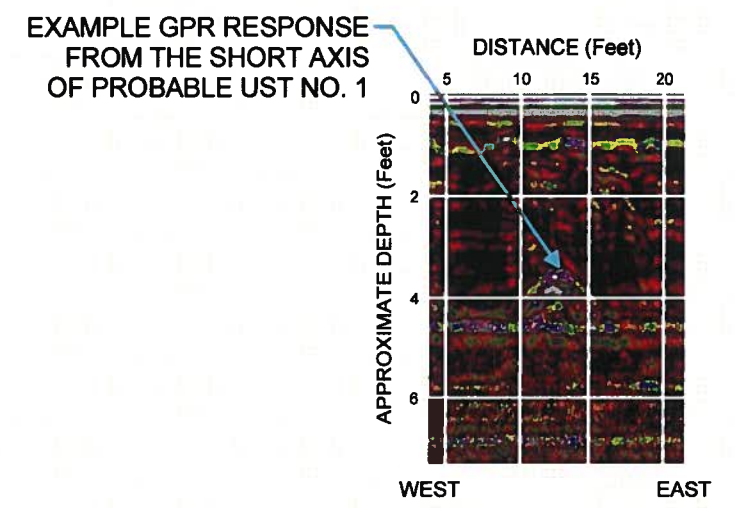 EXAMPLE GPR RESPONSE
FROM THE SHORT AXIS
OF PROBABLE UST NO. 1
DISTANCE (Feet)
5 10 15 20
APPROXIMATE DEPTH (Feet)
0
2
4
6
WEST EAST